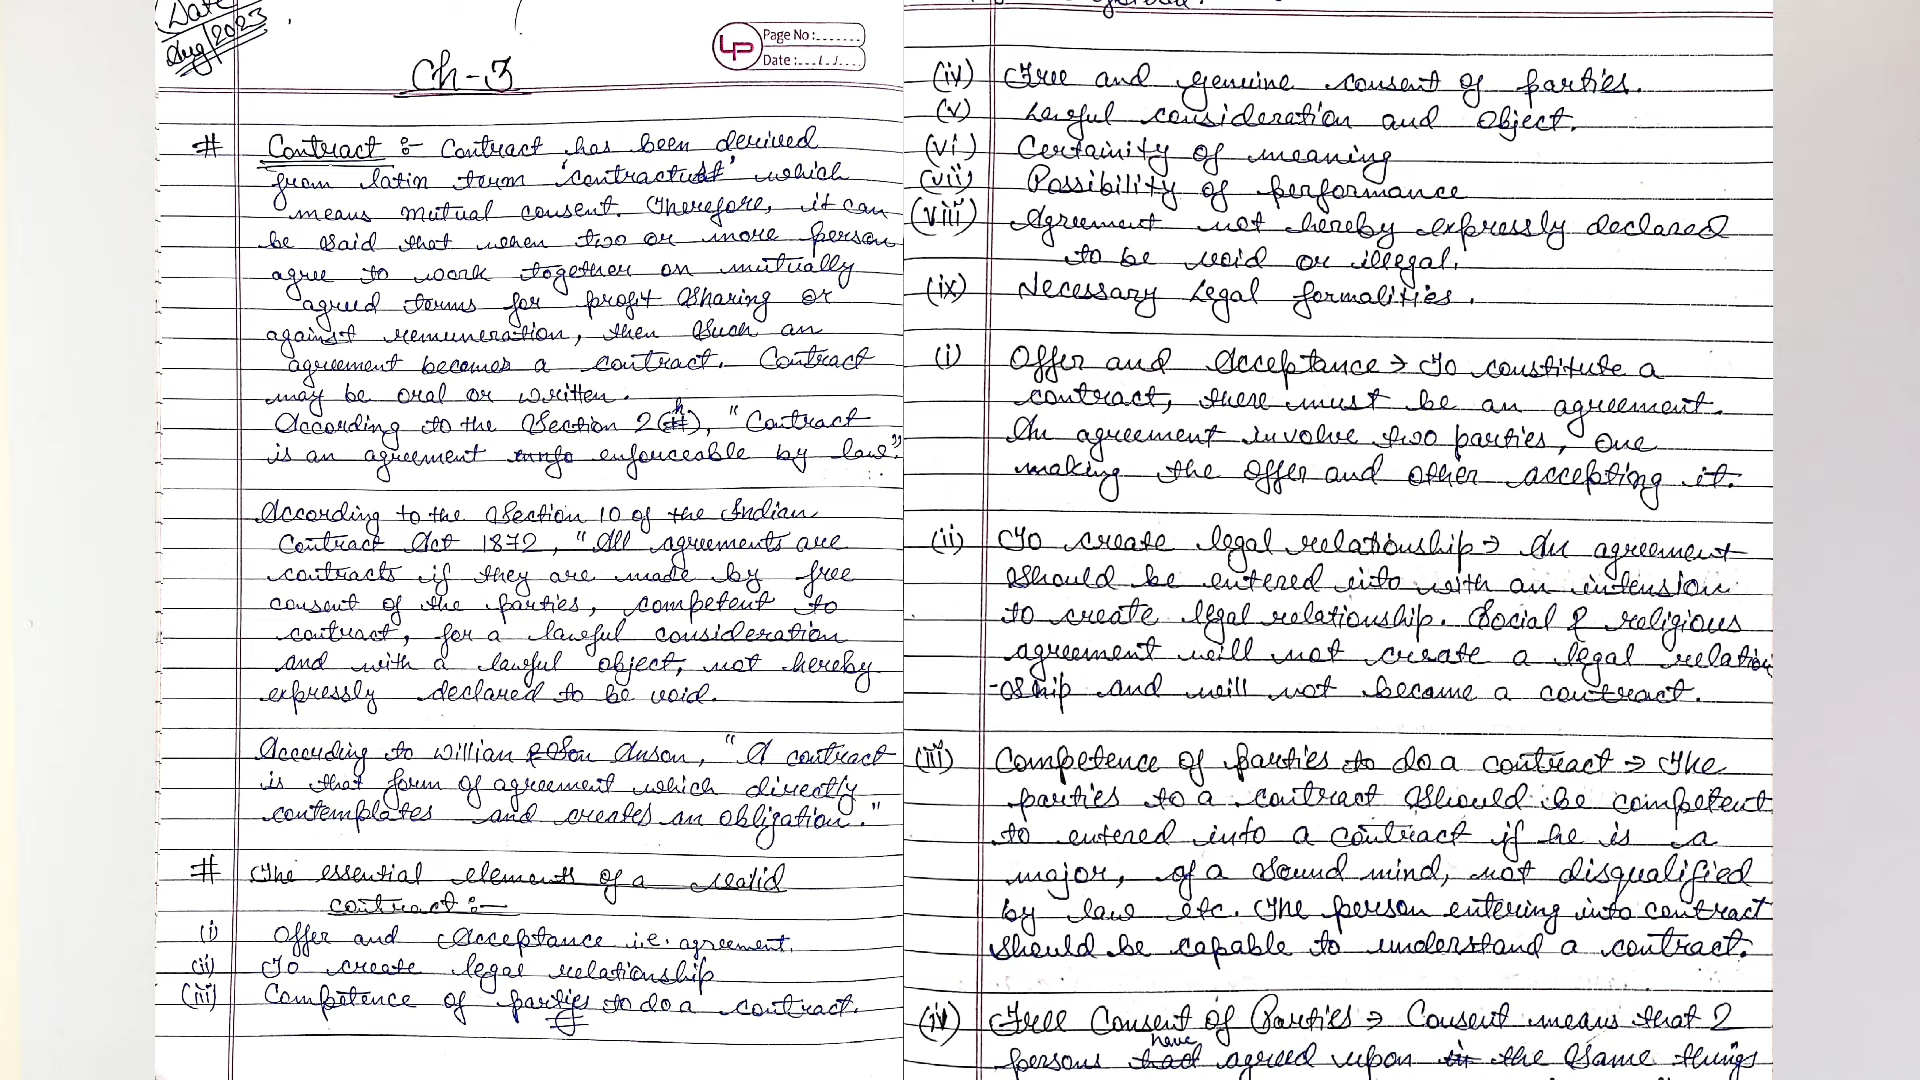 Date
Aug/2023
Page No:.......
Date:.../../....
LP
Ch-3
# Contract :- Contract has been derived
from latin term 'contractust' which
means mutual consent. Therefore, it can
be said that when two or more person
agree to work together on mutually
agreed terms for profit sharing or
against remuneration, then such an
agreement becomes a contract. Contract
may be oral or written.
According to the Section 2(h), "Contract
is an agreement enforceable by law".
According to the Section 10 of the Indian
Contract Act 1872, "All agreements are
contracts if they are made by free
consent of the parties, competent to
contract, for a lawful consideration
and with a lawful object, not hereby
expressly declared to be void.
According to Willian Anson, "A contract
is that form of agreement which directly
contemplates and creates an obligation."
# The essential elements of a valid
contract :-
(i) Offer and Acceptance i.e. agreement.
(ii) To create legal relationship
(iii) Competence of parties to do a contract.
(iv) Free and genuine consent of parties.
(v) Lawful consideration and object.
(vi) Certainity of meaning
(vii) Possibility of performance
(viii) Agreement not hereby expressly declared
to be void or illegal.
(ix) Necessary Legal formalities.
(i) Offer and Acceptance → To constitute a
contract, there must be an agreement.
An agreement involve two parties, one
making the offer and other accepting it.
(ii) To create legal relationship → An agreement
should be entered into with an intension
to create legal relationship. Social & religious
agreement will not create a legal relation
-ship and will not become a contract.
(iii) Competence of parties to do a contract → The
parties to a contract should be competent
to entered into a contract if he is a
major, of a sound mind, not disqualified
by law etc. The person entering into contract
should be capable to understand a contract.
(iv) Free Consent of Parties → Consent means that 2
persons have agreed upon the same things